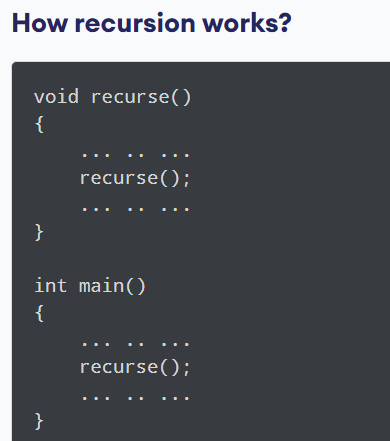 How recursion works?
void recurse()
{
    ... .. ...
    recurse();
    ... .. ...
}
int main()
{
    ... .. ...
    recurse();
    ... .. ...
}